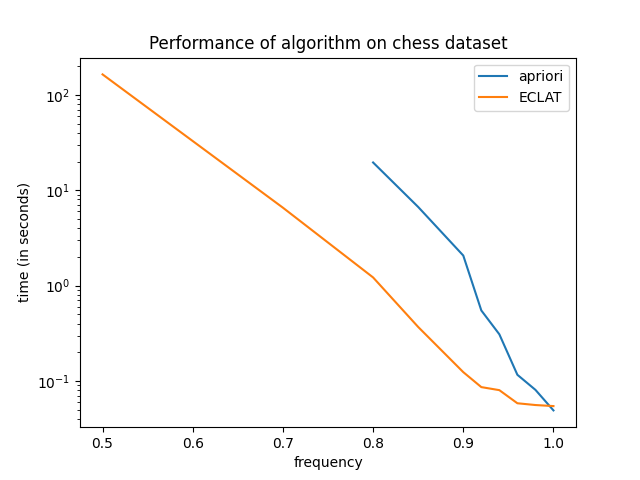 Performance of algorithm on chess dataset
apriori
ECLAT
time (in seconds)
10²
10¹
10⁰
10⁻¹
0.5 0.6 0.7 0.8 0.9 1.0
frequency